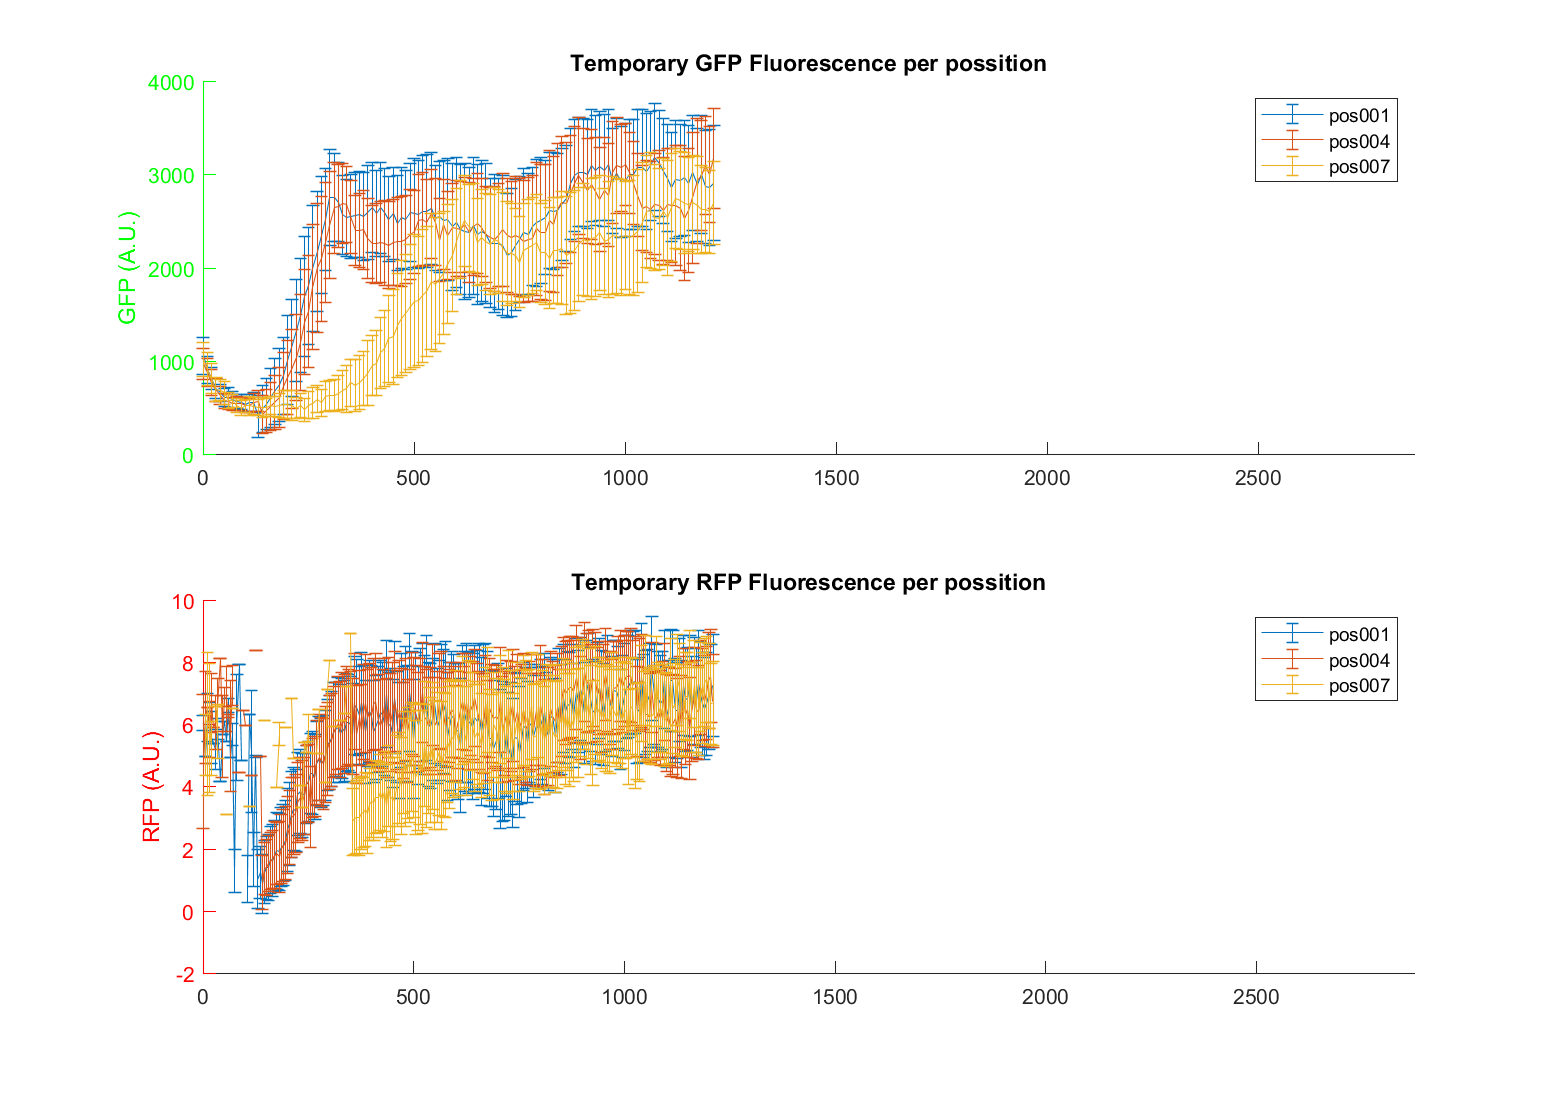 Temporary GFP Fluorescence per possition
4000
3000
2000
1000
0
GFP (A.U.)
0 500 1000 1500 2000 2500
pos001
pos004
pos007
Temporary RFP Fluorescence per possition
10
8
6
4
2
0
-2
RFP (A.U.)
0 500 1000 1500 2000 2500
pos001
pos004
pos007